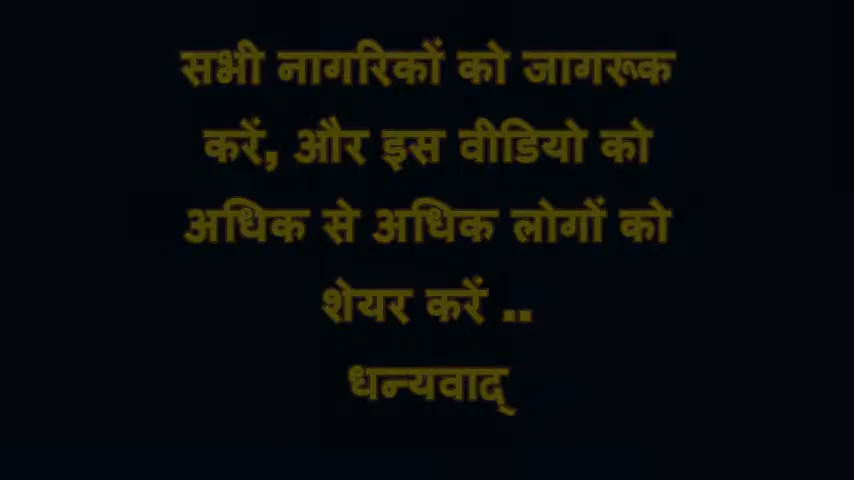 सभी नागरिकों को जागरूक
करें, और इस वीडियो को
अधिक से अधिक लोगों को
शेयर करें ..
धन्यवाद्